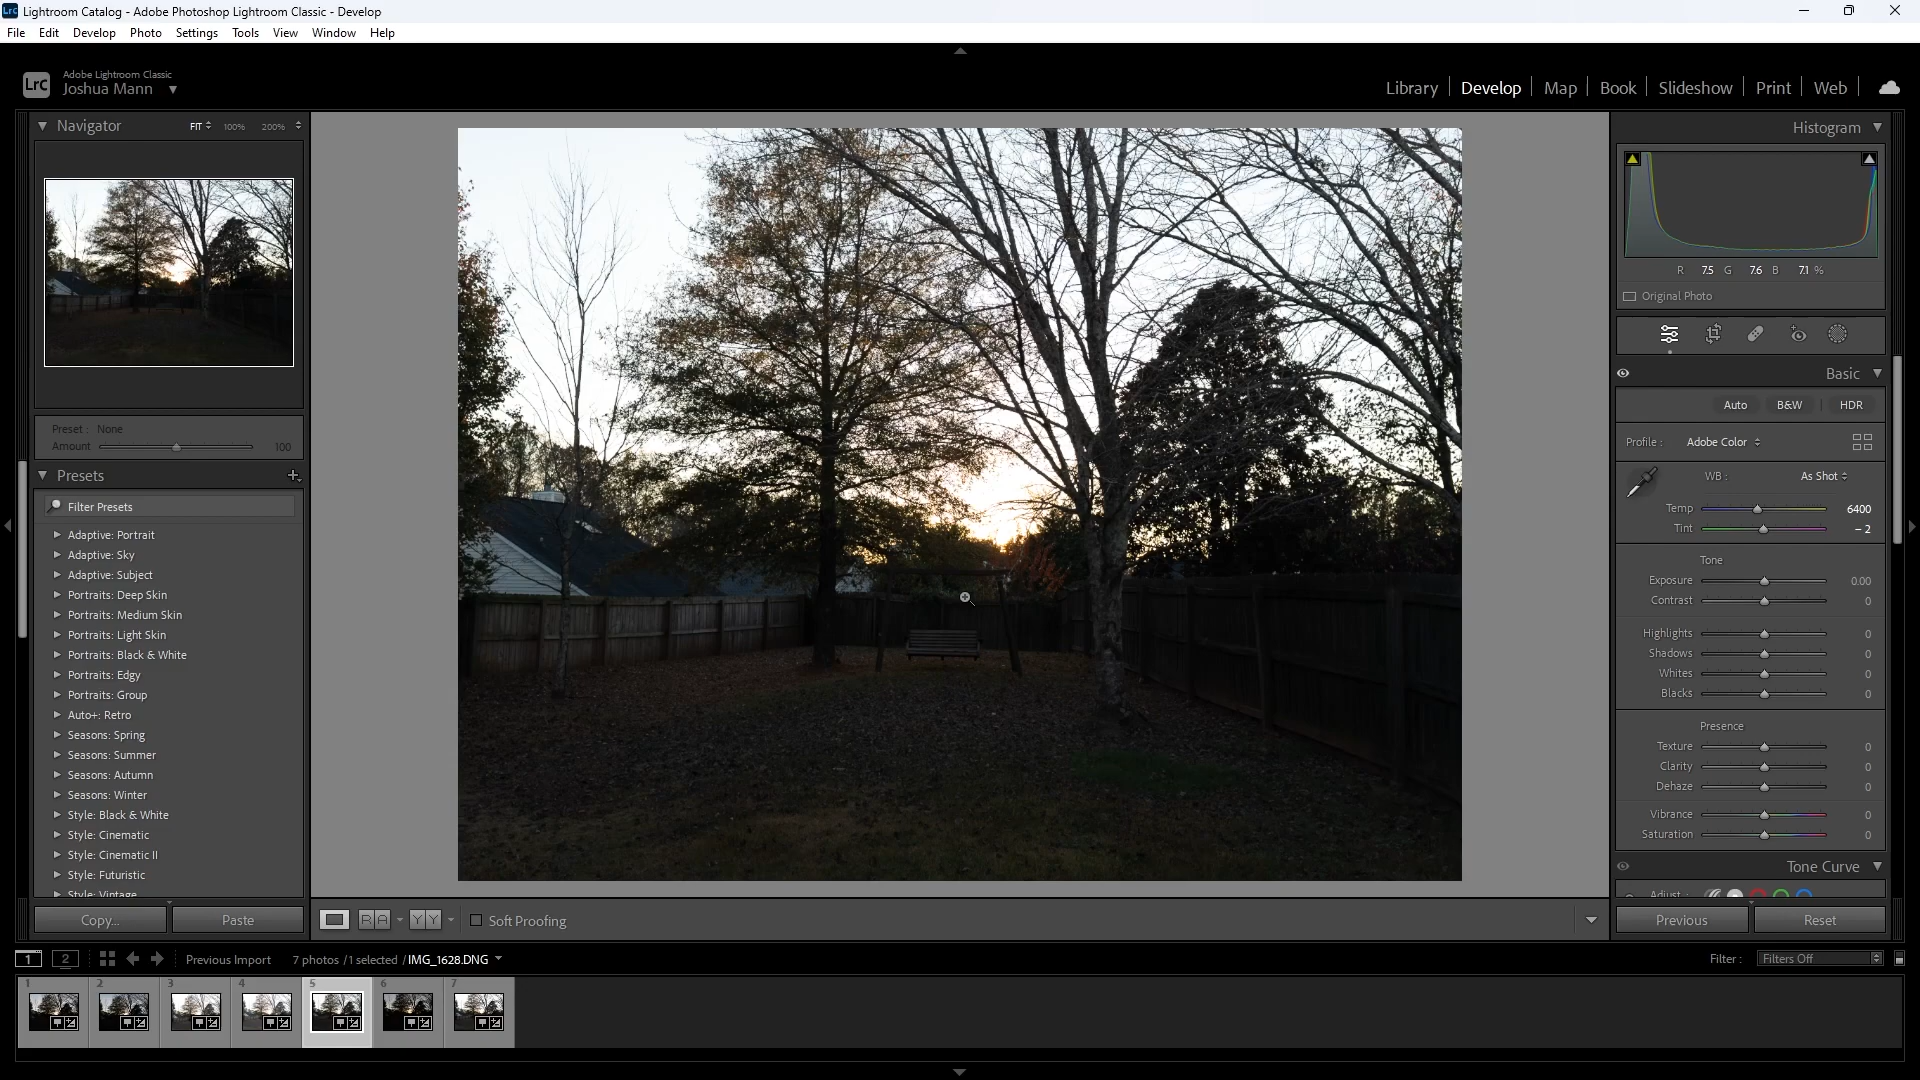 Lightroom Catalog - Adobe Photoshop Lightroom Classic - Develop
File Edit Develop Photo Settings Tools View Window Help
LrC
Adobe Lightroom Classic
Joshua Mann
Library | Develop | Map | Book | Slideshow | Print | Web
Navigator FIT 100% 200%
Preset : None
Amount 100
Presets
Filter Presets
Adaptive: Portrait
Adaptive: Sky
Adaptive: Subject
Portraits: Deep Skin
Portraits: Medium Skin
Portraits: Light Skin
Portraits: Black & White
Portraits: Edgy
Portraits: Group
Auto+: Retro
Seasons: Spring
Seasons: Summer
Seasons: Autumn
Seasons: Winter
Style: Black & White
Style: Cinematic
Style: Cinematic II
Style: Futuristic
Style: Vintage
Copy... Paste
R A Y Y Soft Proofing
Histogram
R 7.5 G 7.6 B 7.1 %
Original Photo
Basic
Auto B&W HDR
Profile : Adobe Color
WB : As Shot
Temp 6400
Tint – 2
Tone
Exposure 0.00
Contrast 0
Highlights 0
Shadows 0
Whites 0
Blacks 0
Presence
Texture 0
Clarity 0
Dehaze 0
Vibrance 0
Saturation 0
Tone Curve
Adjust :
Previous Reset
1 2 Previous Import 7 photos / 1 selected / IMG_1628.DNG Filter : Filters Off
1 2 3 4 5 6 7